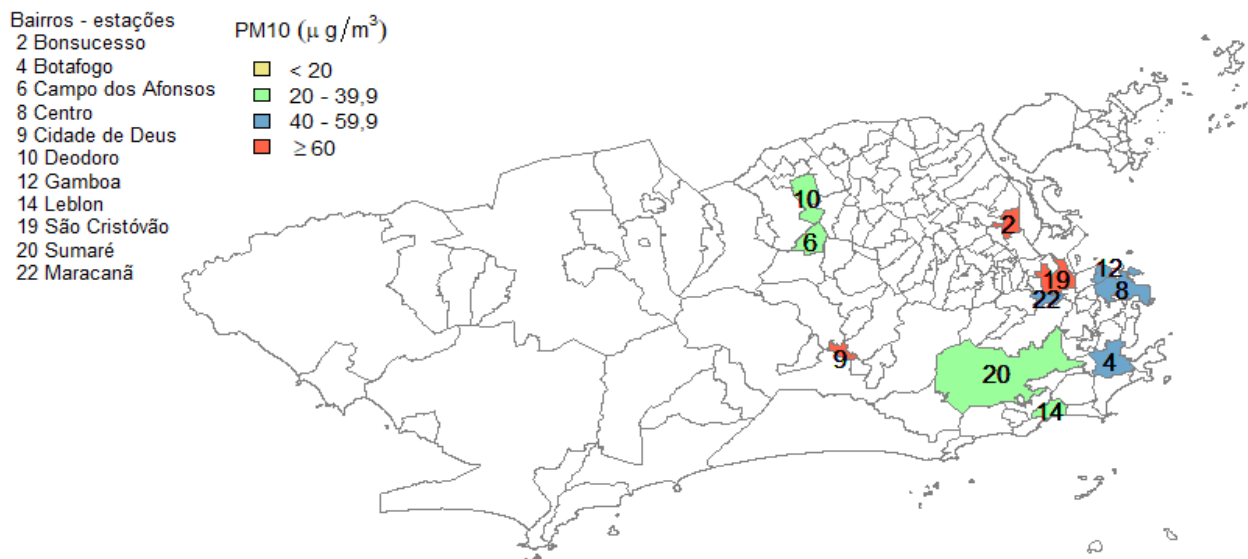 Bairros - estações
2 Bonsucesso
4 Botafogo
6 Campo dos Afonsos
8 Centro
9 Cidade de Deus
10 Deodoro
12 Gamboa
14 Leblon
19 São Cristóvão
20 Sumaré
22 Maracanã
PM10 (μ g/m³)
< 20
20 - 39,9
40 - 59,9
≥ 60
10
6
2
12
19
8
22
9
4
20
14